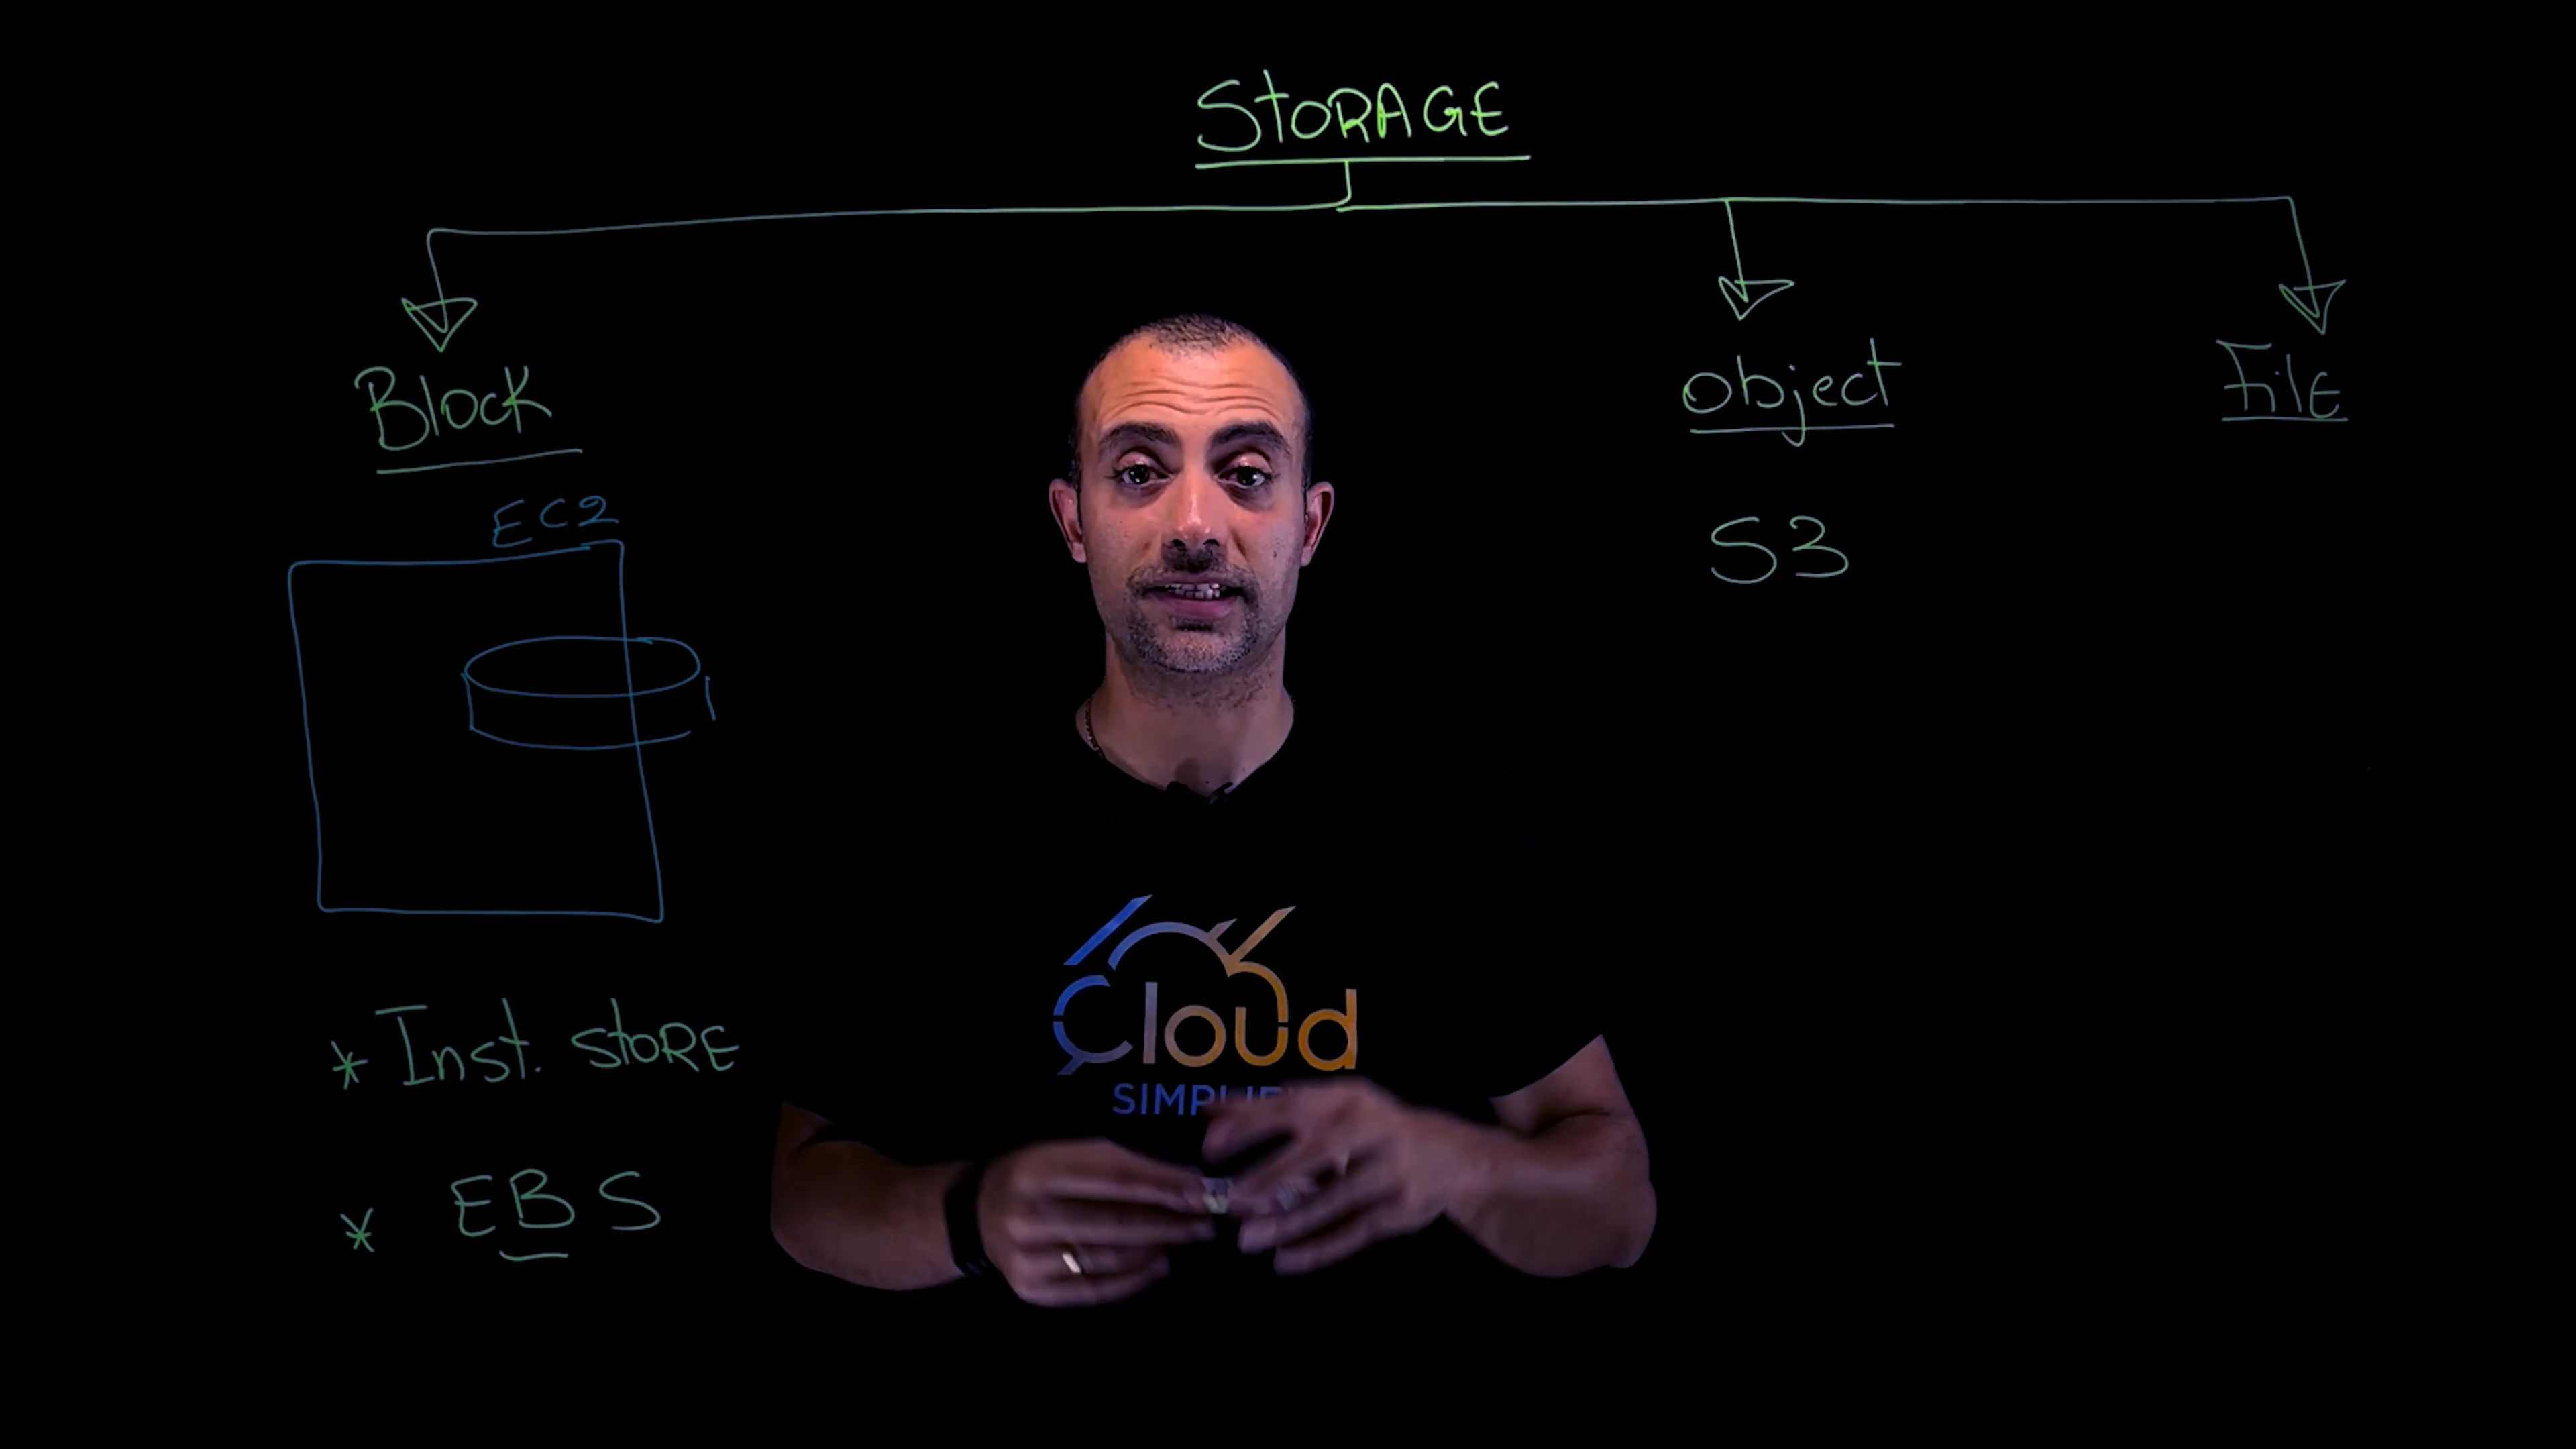 STORAGE
Block
object
File
EC2
S3
* Inst. STORE
* EBS
Cloud